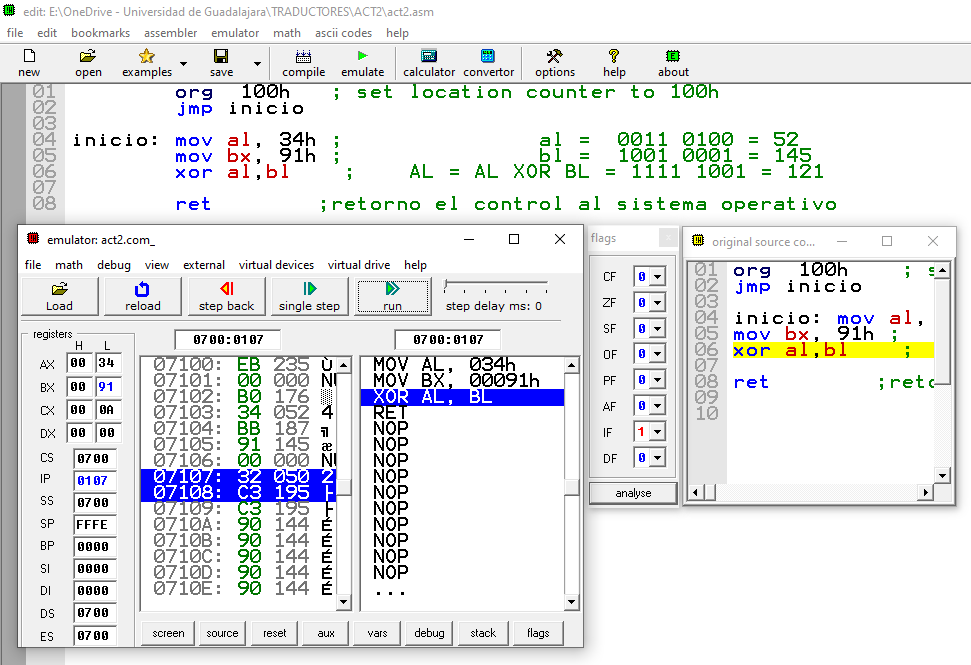 edit: E:\OneDrive - Universidad de Guadalajara\TRADUCTORES\ACT2\act2.asm
file edit bookmarks assembler emulator math ascii codes help
new open examples save compile emulate calculator convertor options help about
01 org 100h ; set location counter to 100h
02 jmp inicio
03
04 inicio: mov al, 34h ; al = 0011 0100 = 52
05 mov bx, 91h ; bl = 1001 0001 = 145
06 xor al,bl ; AL = AL XOR BL = 1111 1001 = 121
07
08 ret ;retorno el control al sistema operativo
emulator: act2.com_
file math debug view external virtual devices virtual drive help
Load reload step back single step run step delay ms: 0
registers
H L
AX 00 34
BX 00 91
CX 00 0A
DX 00 00
CS 0700
IP 0107
SS 0700
SP FFFE
BP 0000
SI 0000
DI 0000
DS 0700
ES 0700
0700:0107
07100: EB 235 Ù
07101: 00 000 NU
07102: B0 176 ░
07103: 34 052 4
07104: BB 187 ╗
07105: 91 145 æ
07106: 00 000 NU
07107: 32 050 2
07108: C3 195 ├
07109: C3 195 ├
0710A: 90 144 É
0710B: 90 144 É
0710C: 90 144 É
0710D: 90 144 É
0710E: 90 144 É
0700:0107
MOV AL, 034h
MOV BX, 00091h
XOR AL, BL
RET
NOP
NOP
NOP
NOP
NOP
NOP
NOP
NOP
NOP
NOP
...
screen source reset aux vars debug stack flags
flags
CF 0
ZF 0
SF 0
OF 0
PF 0
AF 0
IF 1
DF 0
analyse
original source co...
01 org 100h ; s
02 jmp inicio
03
04 inicio: mov al,
05 mov bx, 91h ;
06 xor al,bl ;
07
08 ret ;reto
09
10